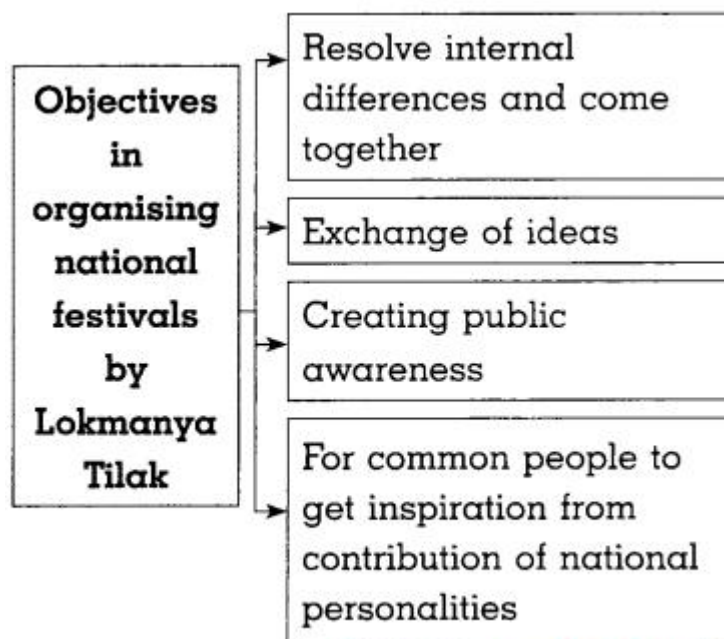 Objectives
in
organising
national
festivals
by
Lokmanya
Tilak
Resolve internal
differences and come
together
Exchange of ideas
Creating public
awareness
For common people to
get inspiration from
contribution of national
personalities